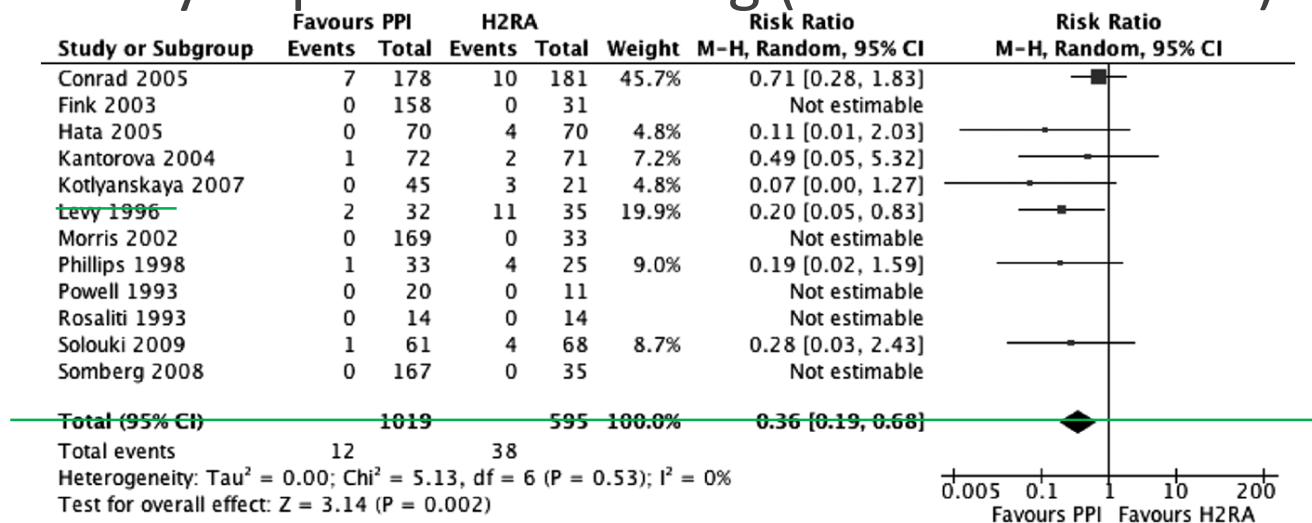 Favours PPI H2RA Risk Ratio Risk Ratio
Study or Subgroup Events Total Events Total Weight M-H, Random, 95% CI M-H, Random, 95% CI
Conrad 2005 7 178 10 181 45.7% 0.71 [0.28, 1.83]
Fink 2003 0 158 0 31 Not estimable
Hata 2005 0 70 4 70 4.8% 0.11 [0.01, 2.03]
Kantorova 2004 1 72 2 71 7.2% 0.49 [0.05, 5.32]
Kotlyanskaya 2007 0 45 3 21 4.8% 0.07 [0.00, 1.27]
Levy 1996 2 32 11 35 19.9% 0.20 [0.05, 0.83]
Morris 2002 0 169 0 33 Not estimable
Phillips 1998 1 33 4 25 9.0% 0.19 [0.02, 1.59]
Powell 1993 0 20 0 11 Not estimable
Rosaliti 1993 0 14 0 14 Not estimable
Solouki 2009 1 61 4 68 8.7% 0.28 [0.03, 2.43]
Somberg 2008 0 167 0 35 Not estimable
Total (95% CI) 1019 595 100.0% 0.36 [0.19, 0.68]
Total events 12 38
Heterogeneity: Tau² = 0.00; Chi² = 5.13, df = 6 (P = 0.53); I² = 0%
Test for overall effect: Z = 3.14 (P = 0.002)
0.005 0.1 1 10 200
Favours PPI Favours H2RA